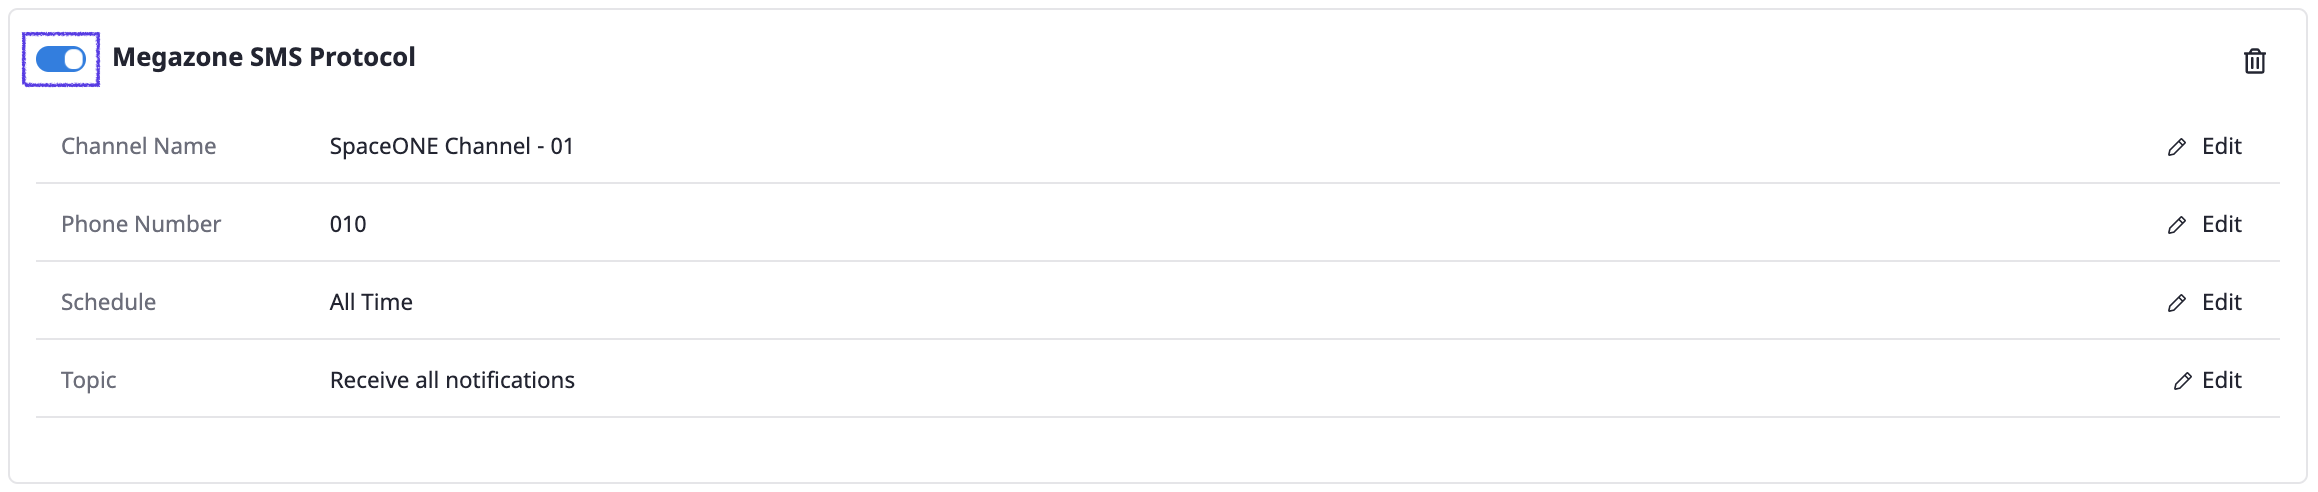 Megazone SMS Protocol
Channel Name SpaceONE Channel - 01 Edit
Phone Number 010 Edit
Schedule All Time Edit
Topic Receive all notifications Edit